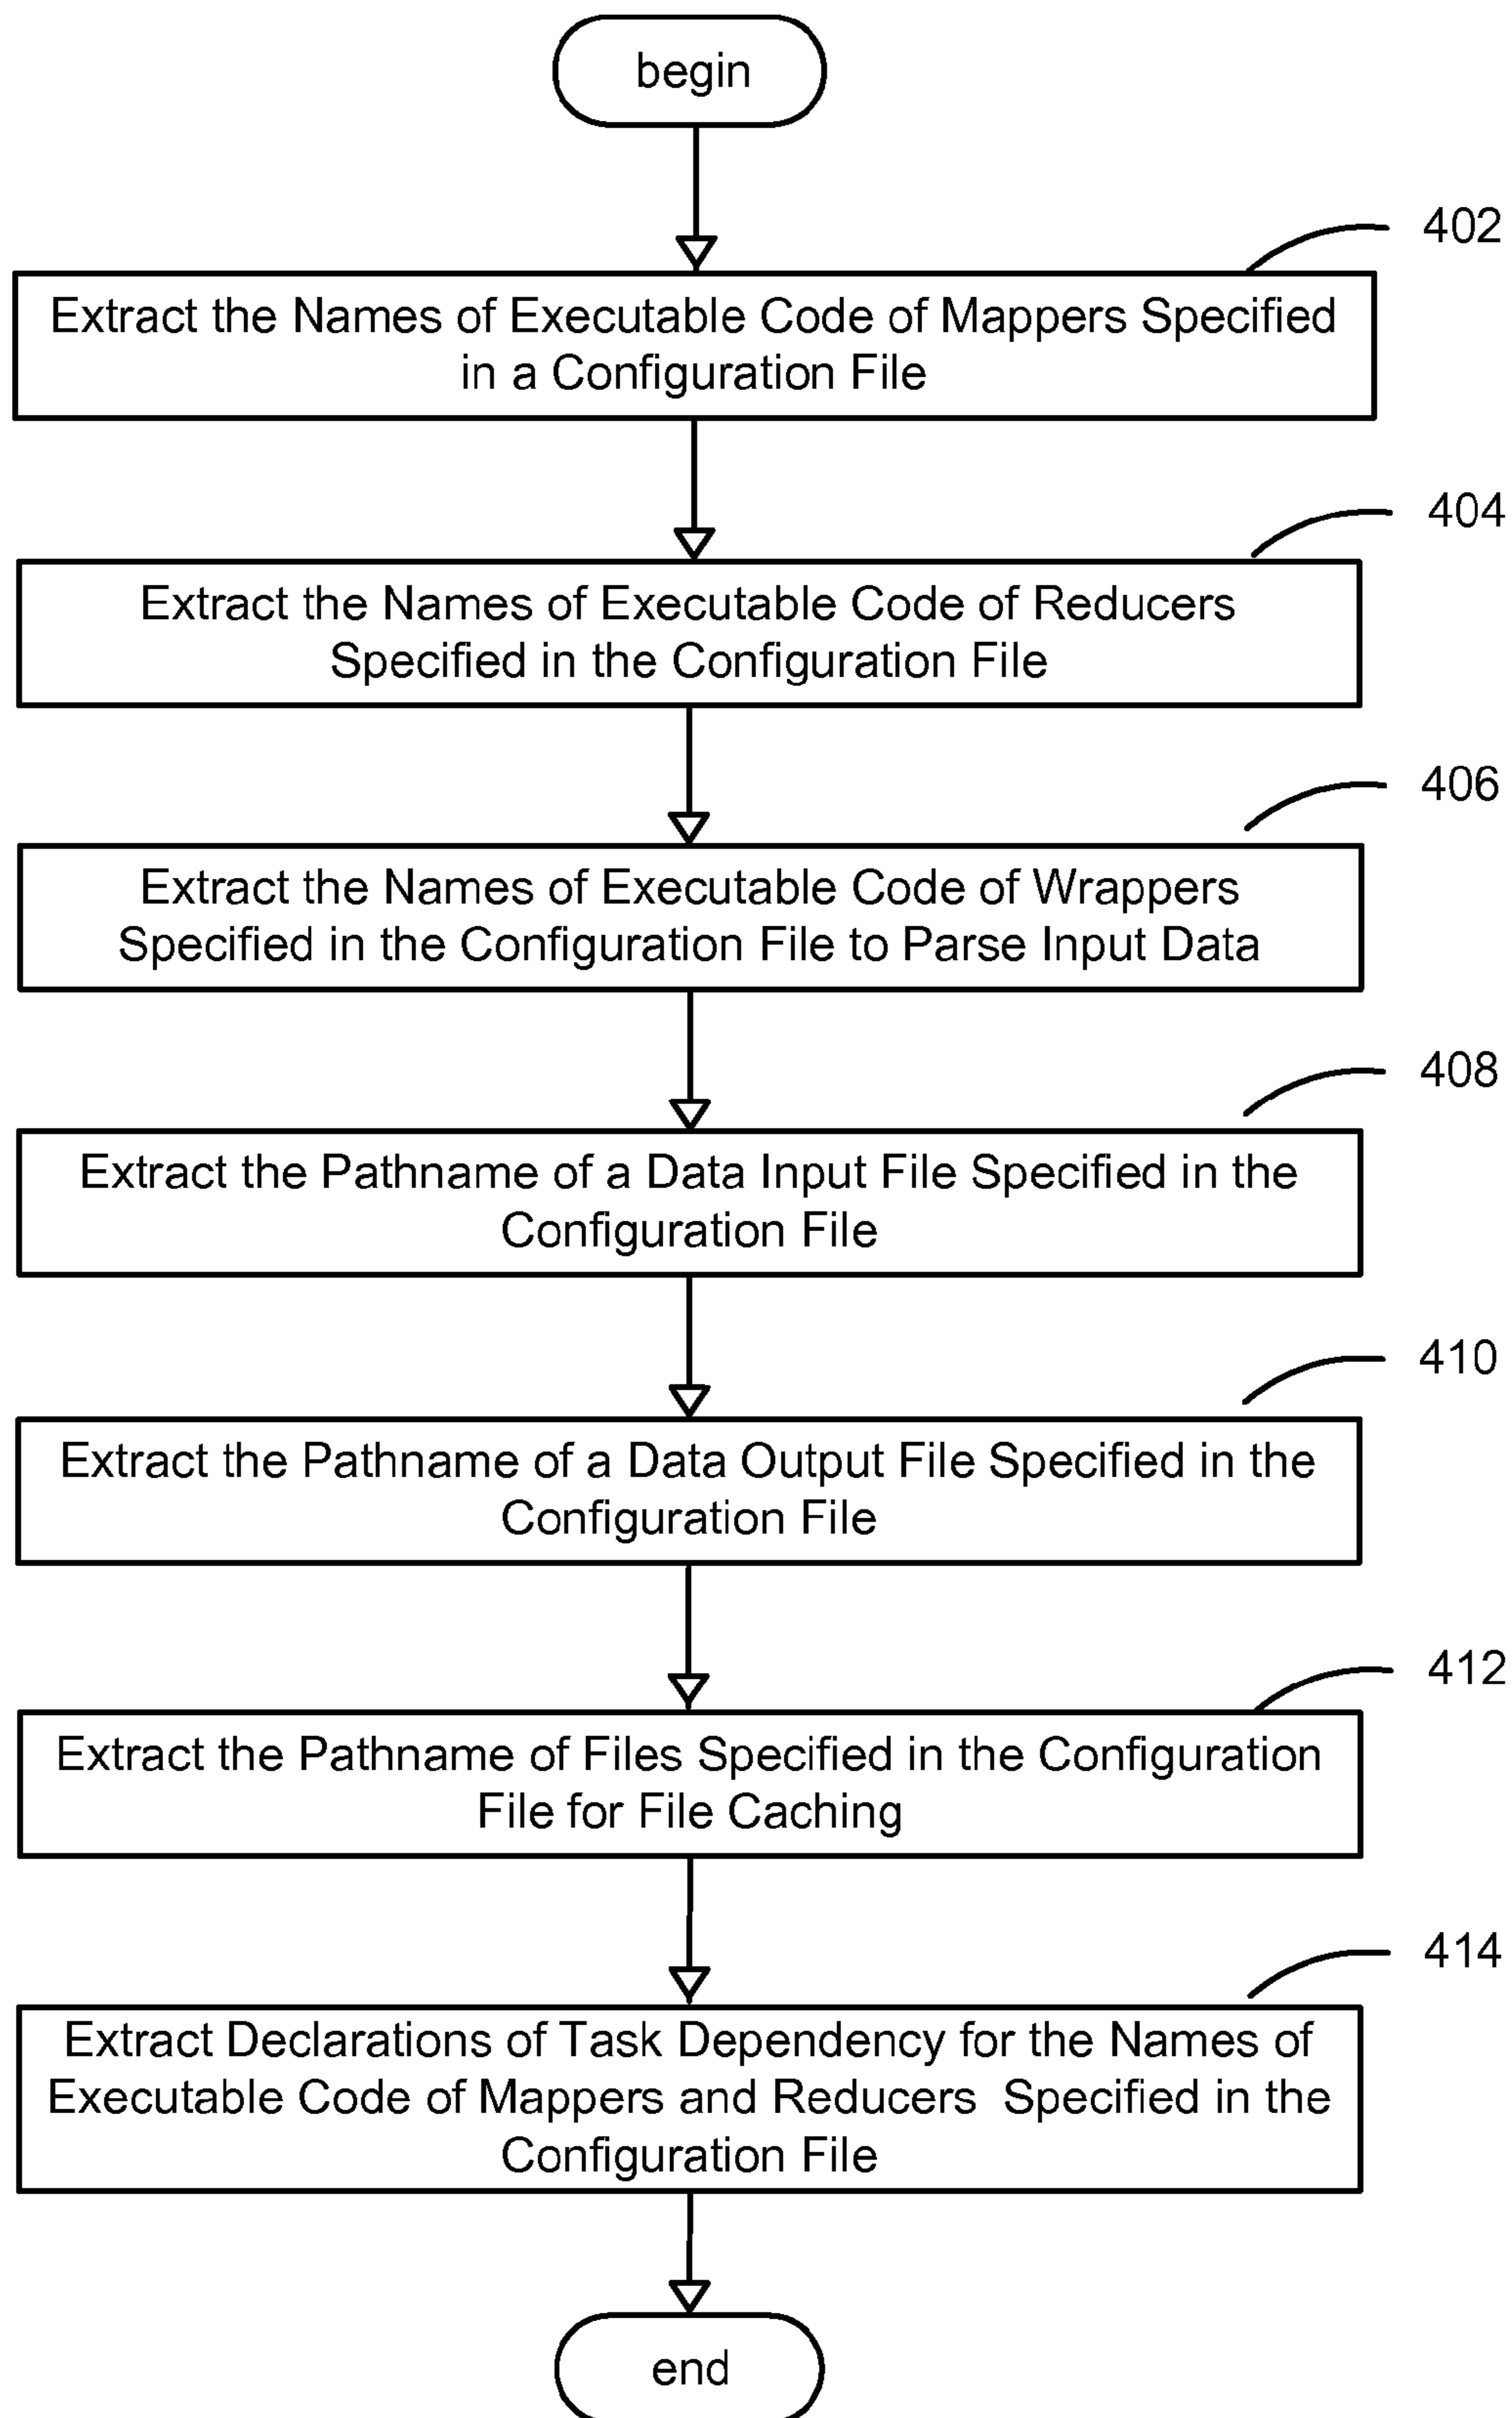 begin
402
Extract the Names of Executable Code of Mappers Specified
in a Configuration File
404
Extract the Names of Executable Code of Reducers
Specified in the Configuration File
406
Extract the Names of Executable Code of Wrappers
Specified in the Configuration File to Parse Input Data
408
Extract the Pathname of a Data Input File Specified in the
Configuration File
410
Extract the Pathname of a Data Output File Specified in the
Configuration File
412
Extract the Pathname of Files Specified in the Configuration
File for File Caching
414
Extract Declarations of Task Dependency for the Names of
Executable Code of Mappers and Reducers Specified in the
Configuration File
end